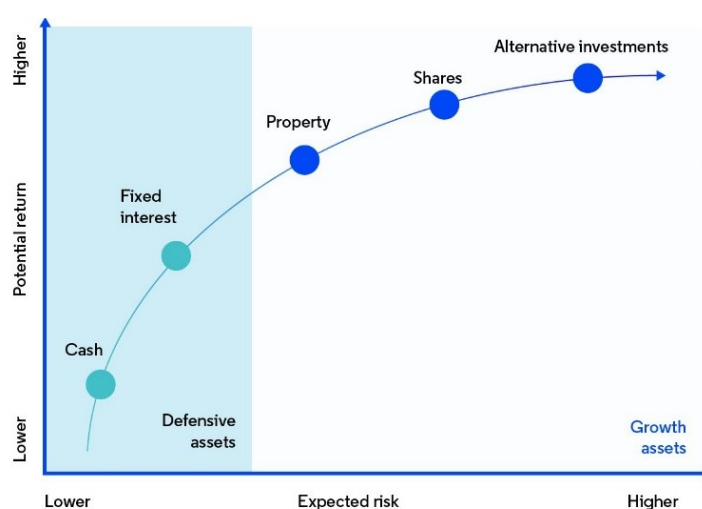 Higher
Potential return
Lower
Alternative investments
Shares
Property
Fixed
interest
Cash
Defensive
assets
Growth
assets
Lower
Expected risk
Higher